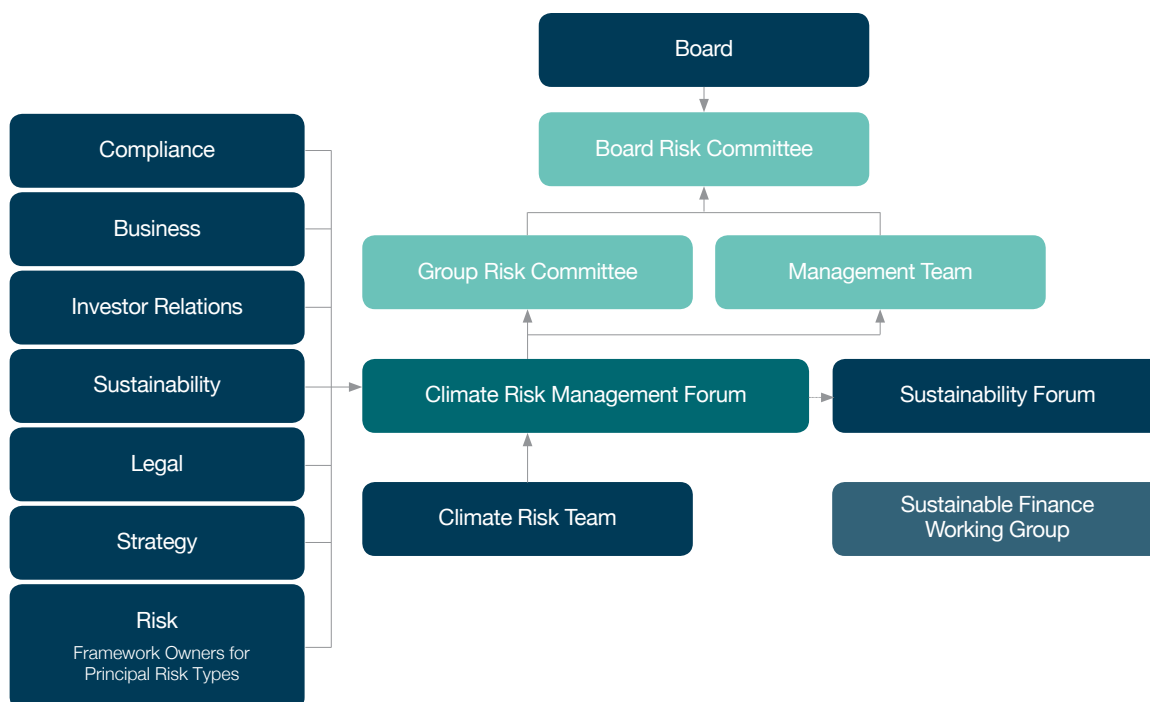 Board
Board Risk Committee
Group Risk Committee
Management Team
Compliance
Business
Investor Relations
Sustainability
Legal
Strategy
Risk
Framework Owners for
Principal Risk Types
Climate Risk Management Forum
Sustainability Forum
Climate Risk Team
Sustainable Finance
Working Group